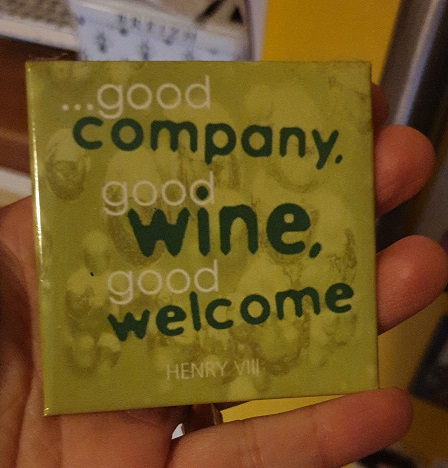 ...good
company,
good
wine,
good
welcome
HENRY VIII